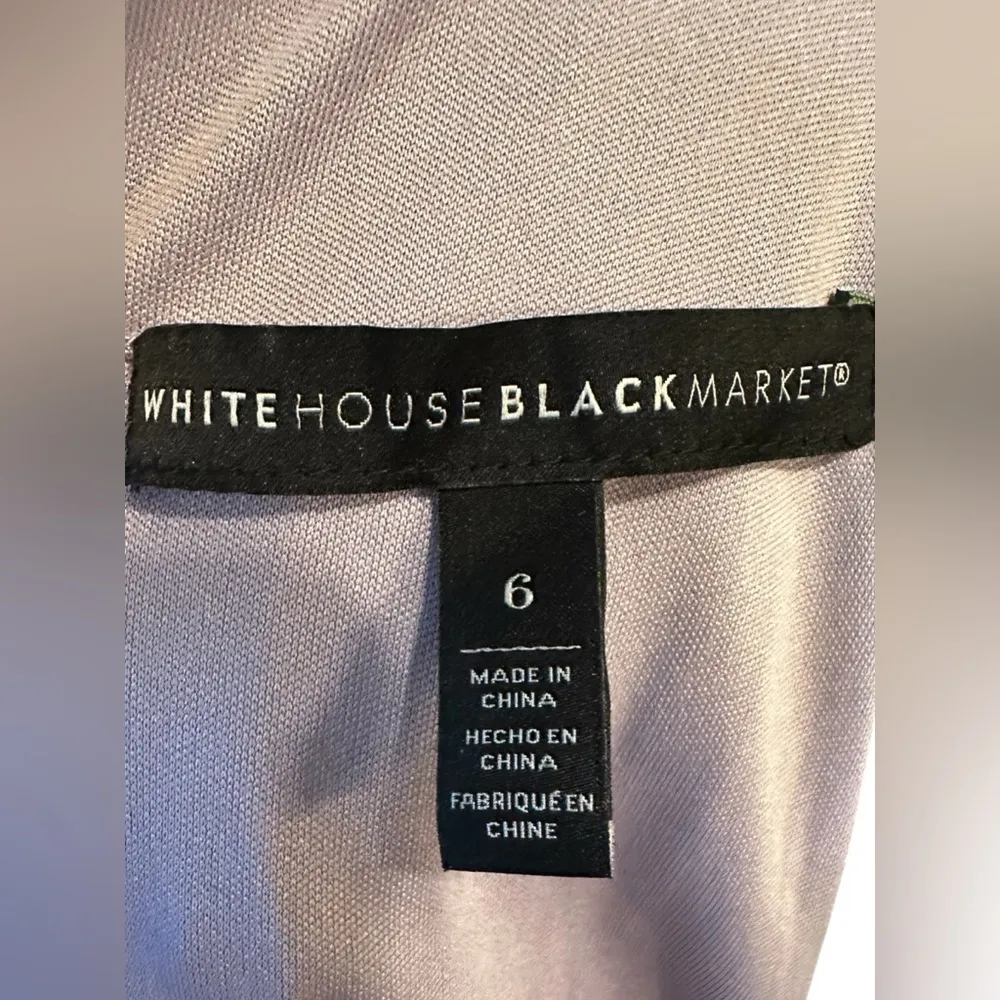 WHITE HOUSE BLACK MARKET®
6
MADE IN
CHINA
HECHO EN
CHINA
FABRIQUÉ EN
CHINE